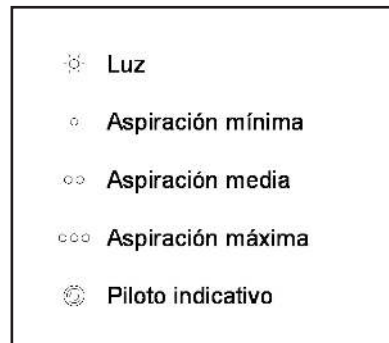 Luz
Aspiración mínima
Aspiración media
Aspiración máxima
Piloto indicativo